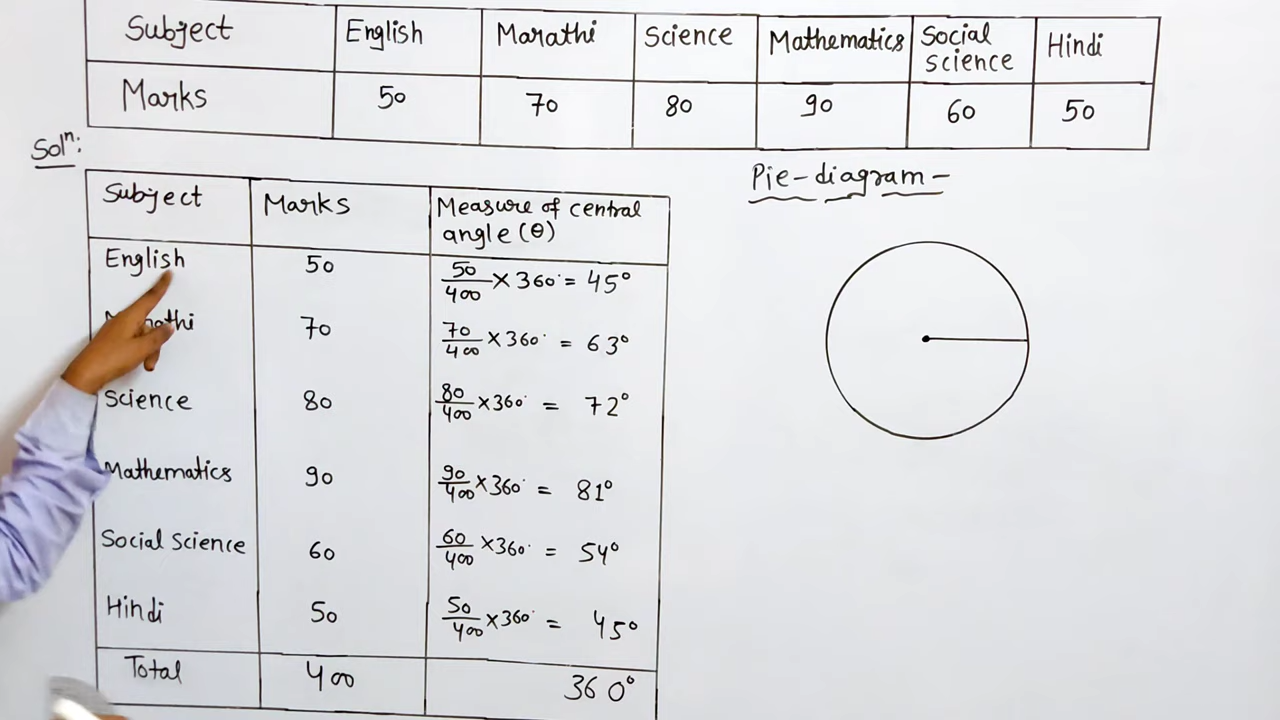 Subject English Marathi Science Mathematics Social science Hindi
Marks 50 70 80 90 60 50
Solⁿ:
Pie-diagram-
Subject Marks Measure of central angle (θ)
English 50 50/400 × 360° = 45°
70 70/400 × 360° = 63°
Science 80 80/400 × 360° = 72°
Mathematics 90 90/400 × 360° = 81°
Social Science 60 60/400 × 360° = 54°
Hindi 50 50/400 × 360° = 45°
Total 400 360°